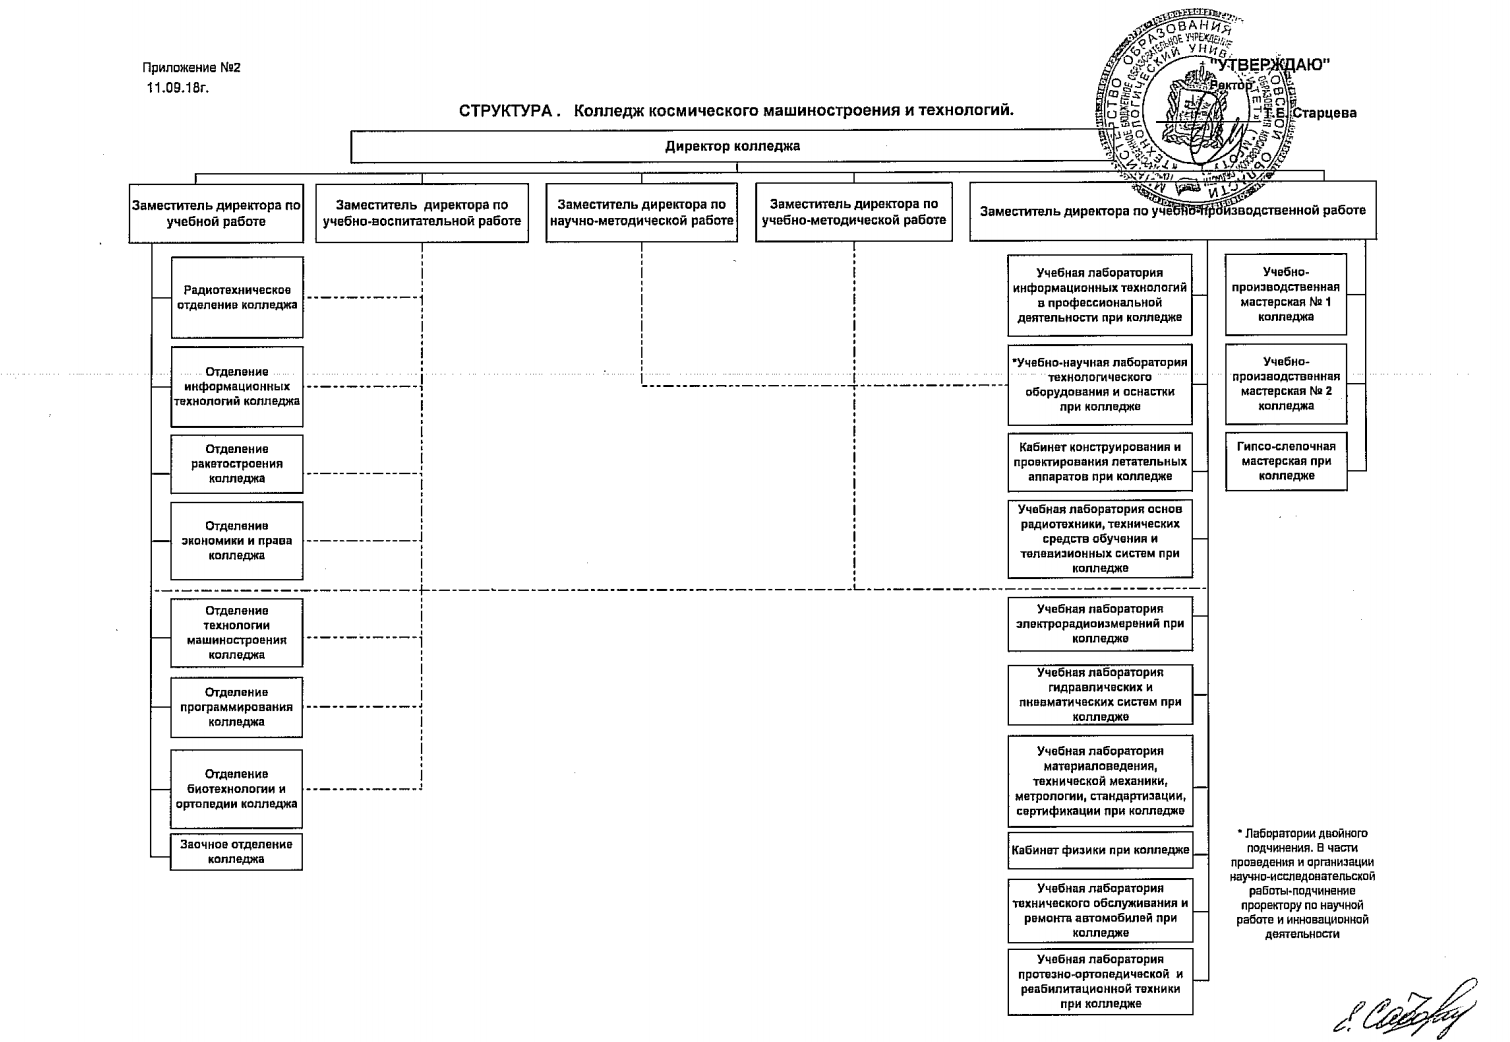 Приложение №2
11.09.18г.
"УТВЕРЖДАЮ"
Ректор
Т.Е. Старцева
СТРУКТУРА . Колледж космического машиностроения и технологий.
Директор колледжа
Заместитель директора по
учебной работе
Заместитель директора по
учебно-воспитательной работе
Заместитель директора по
научно-методической работе
Заместитель директора по
учебно-методической работе
Заместитель директора по учебно-производственной работе
Радиотехническое
отделение колледжа
Отделение
информационных
технологий колледжа
Отделение
ракетостроения
колледжа
Отделение
экономики и права
колледжа
Отделение
технологии
машиностроения
колледжа
Отделение
программирования
колледжа
Отделение
биотехнологии и
ортопедии колледжа
Заочное отделение
колледжа
Учебная лаборатория
информационных технологий
в профессиональной
деятельности при колледже
*Учебно-научная лаборатория
технологического
оборудования и оснастки
при колледже
Кабинет конструирования и
проектирования летательных
аппаратов при колледже
Учебная лаборатория основ
радиотехники, технических
средств обучения и
телевизионных систем при
колледже
Учебная лаборатория
электрорадиоизмерений при
колледже
Учебная лаборатория
гидравлических и
пневматических систем при
колледже
Учебная лаборатория
материаловедения,
технической механики,
метрологии, стандартизации,
сертификации при колледже
Кабинет физики при колледже
Учебная лаборатория
технического обслуживания и
ремонта автомобилей при
колледже
Учебная лаборатория
протезно-ортопедической и
реабилитационной техники
при колледже
Учебно-
производственная
мастерская № 1
колледжа
Учебно-
производственная
мастерская № 2
колледжа
Гипсо-слепочная
мастерская при
колледже
* Лаборатории двойного
подчинения. В части
проведения и организации
научно-исследовательской
работы-подчинение
проректору по научной
работе и инновационной
деятельности